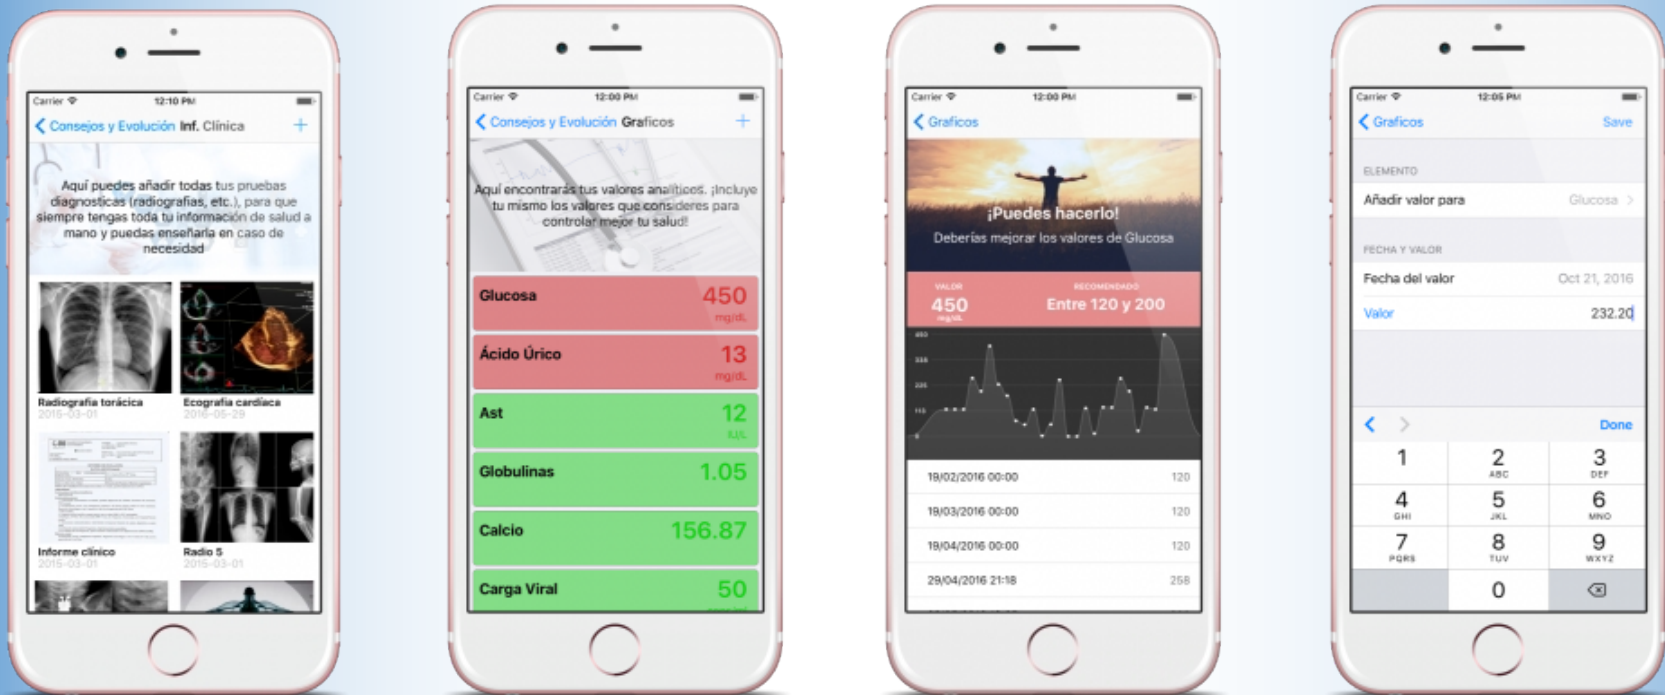 Carrier 12:10 PM
Consejos y Evolución Inf. Clínica +
Aquí puedes añadir todas tus pruebas
diagnosticas (radiografias, etc.), para que
siempre tengas toda tu información de salud a
mano y puedas enseñarla en caso de
necesidad
Radiografia torácica
2015-03-01
Ecografia cardíaca
2016-05-29
Informe clínico
2015-03-01
Radio 5
2015-03-01
Carrier 12:00 PM
Consejos y Evolución Graficos +
Aquí encontrarás tus valores analíticos. ¡Incluye
tu mismo los valores que consideres para
controlar mejor tu salud!
Glucosa 450
mg/dL
Ácido Úrico 13
mg/dL
Ast 12
IU/L
Globulinas 1.05
Calcio 156.87
Carga Viral 50
Carrier 12:00 PM
Graficos
¡Puedes hacerlo!
Deberías mejorar los valores de Glucosa
VALOR
450
mg/dL
RECOMENDADO
Entre 120 y 200
0
19/02/2016 00:00 120
19/03/2016 00:00 120
19/04/2016 00:00 120
29/04/2016 21:18 258
Carrier 12:05 PM
Graficos Save
ELEMENTO
Añadir valor para Glucosa
FECHA Y VALOR
Fecha del valor Oct 21, 2016
Valor 232.20
Done
1 2 3
ABC DEF
4 5 6
GHI JKL MNO
7 8 9
PQRS TUV WXYZ
0